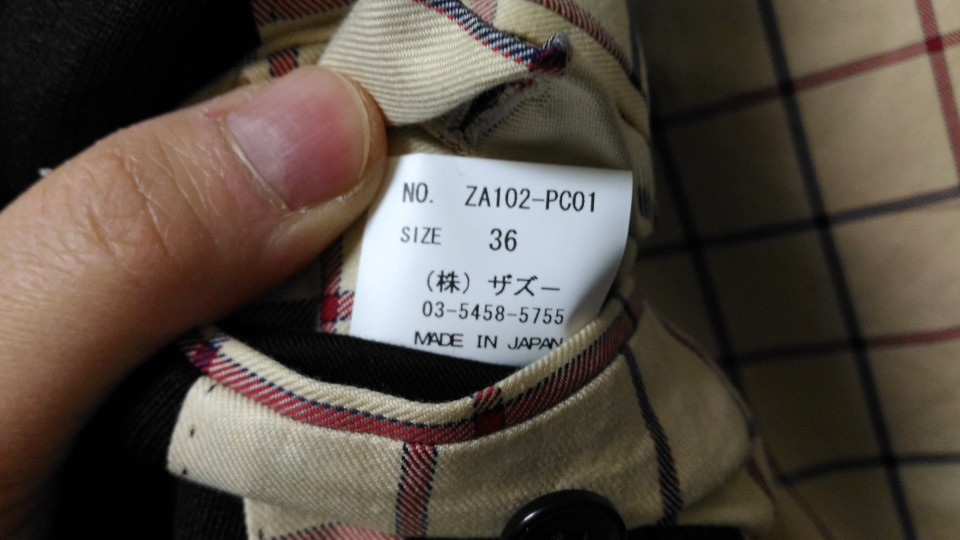 NO. ZA102-PC01
SIZE 36
(株) ザズー
03-5458-5755
MADE IN JAPAN